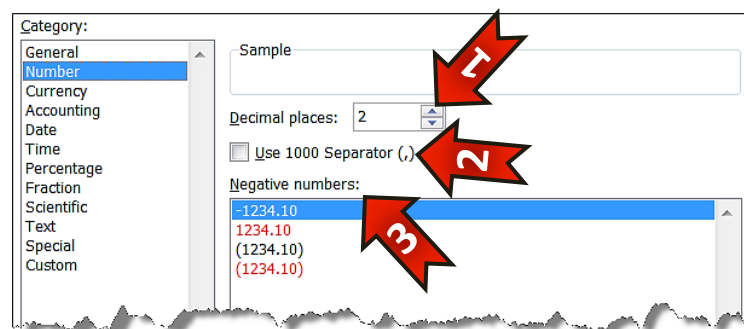 Category:
General
Number
Currency
Accounting
Date
Time
Percentage
Fraction
Scientific
Text
Special
Custom
Sample
1
Decimal places: 2
Use 1000 Separator (,)
2
Negative numbers:
3
-1234.10
1234.10
(1234.10)
(1234.10)